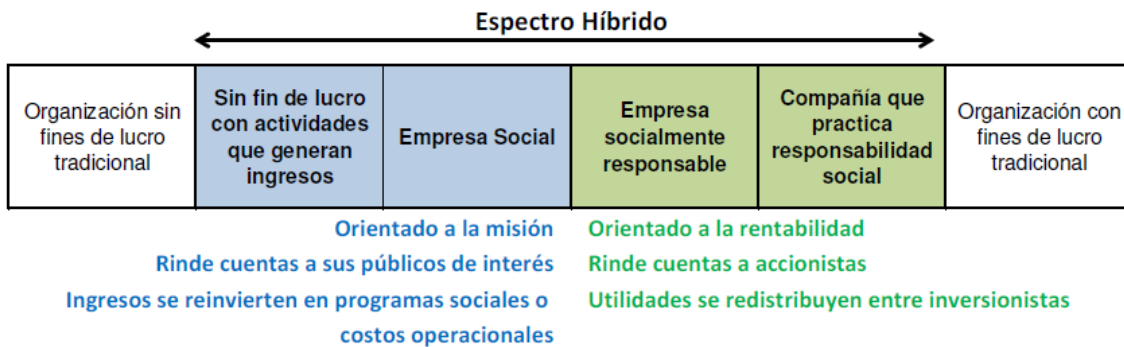 Espectro Híbrido
Organización sin
fines de lucro
tradicional
Sin fin de lucro
con actividades
que generan
ingresos
Empresa Social
Empresa
socialmente
responsable
Compañía que
practica
responsabilidad
social
Organización con
fines de lucro
tradicional
Orientado a la misión
Rinde cuentas a sus públicos de interés
Ingresos se reinvierten en programas sociales o
costos operacionales
Orientado a la rentabilidad
Rinde cuentas a accionistas
Utilidades se redistribuyen entre inversionistas